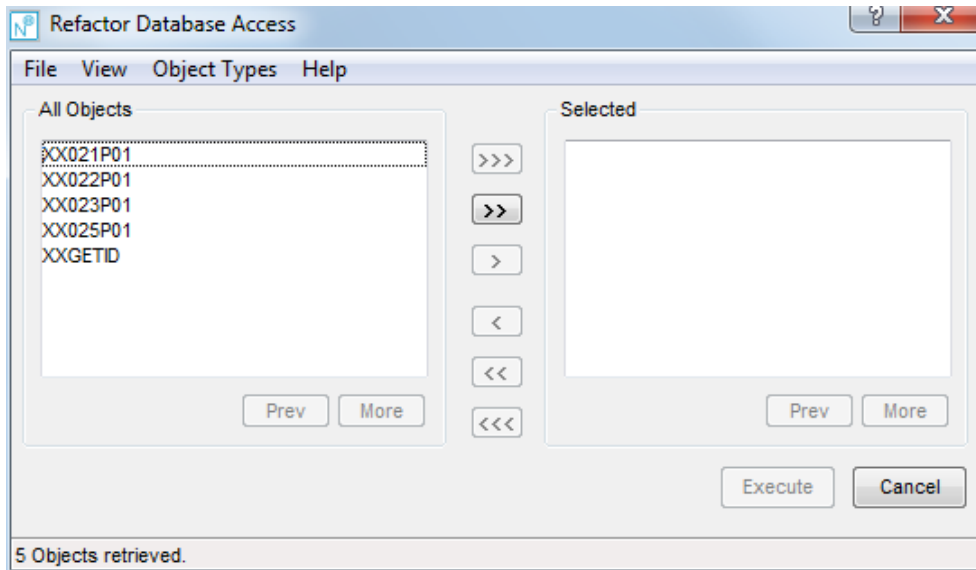 Refactor Database Access
File View Object Types Help
All Objects
XX021P01
XX022P01
XX023P01
XX025P01
XXGETID
Prev More
>>>
>>
>
<
<<
<<<
Selected
Prev More
Execute Cancel
5 Objects retrieved.